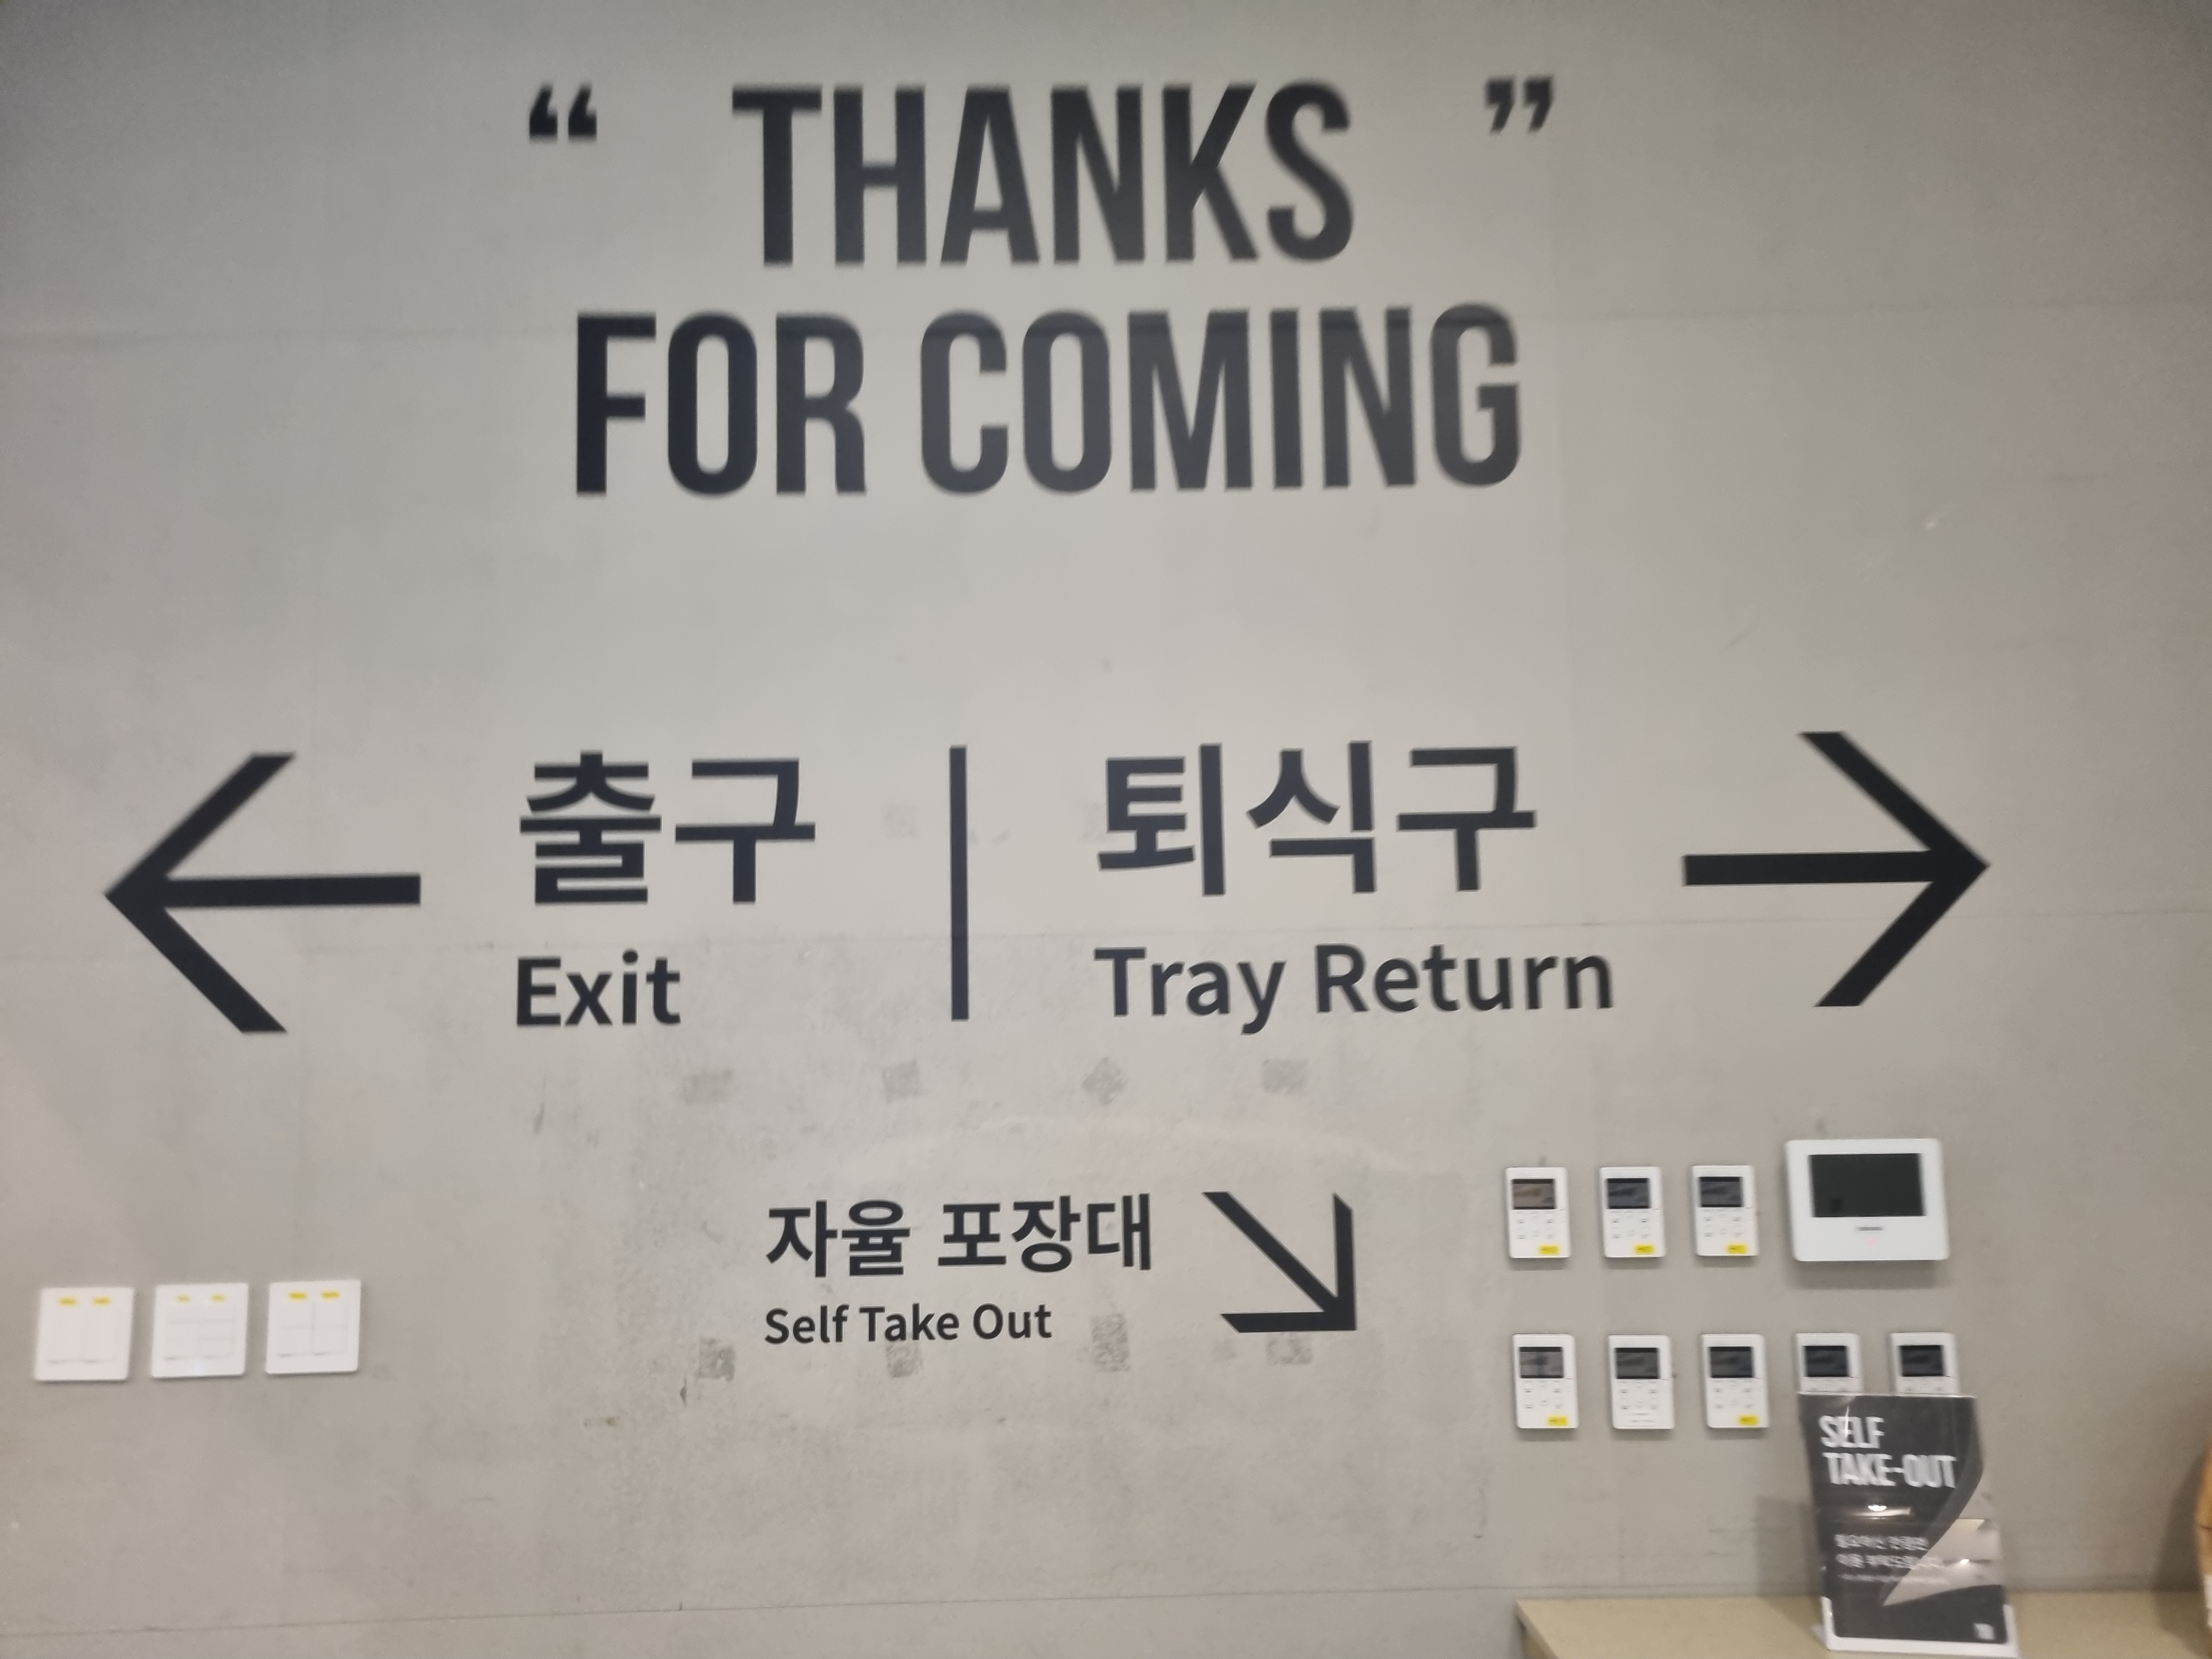 “ THANKS ”
FOR COMING
출구
Exit
퇴식구
Tray Return
자율 포장대
Self Take Out
SELF
TAKE-OUT